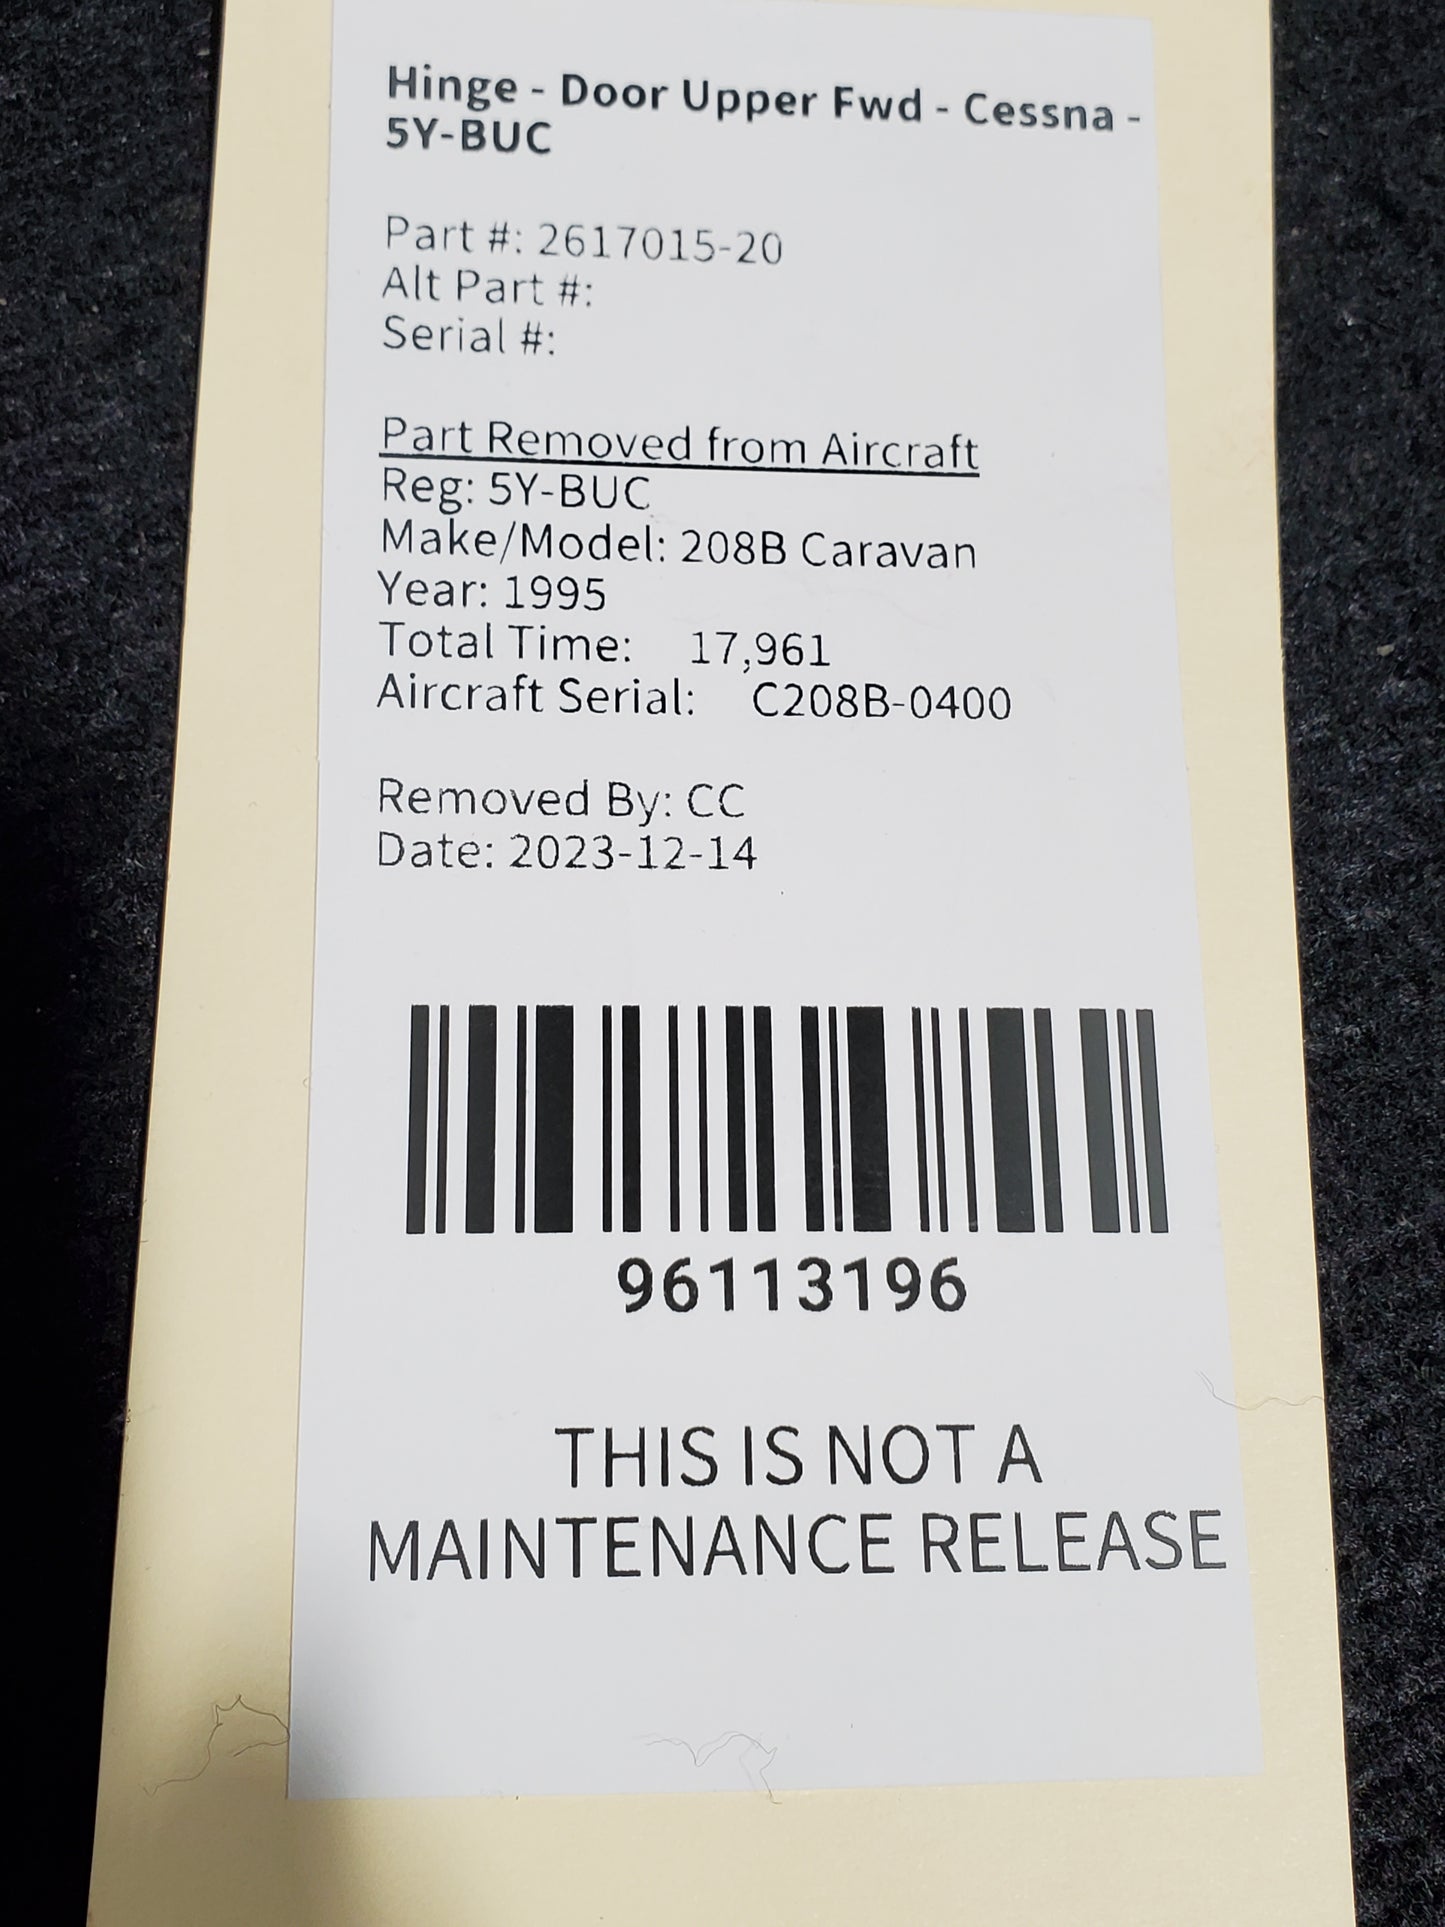 Hinge - Door Upper Fwd - Cessna -
5Y-BUC
Part #: 2617015-20
Alt Part #:
Serial #:
Part Removed from Aircraft
Reg: 5Y-BUC
Make/Model: 208B Caravan
Year: 1995
Total Time: 17,961
Aircraft Serial: C208B-0400
Removed By: CC
Date: 2023-12-14
96113196
THIS IS NOT A
MAINTENANCE RELEASE